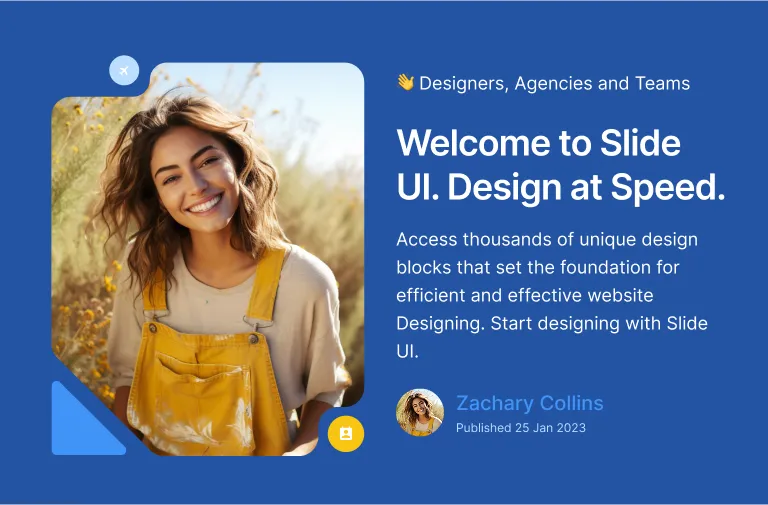 👋 Designers, Agencies and Teams
Welcome to Slide
UI. Design at Speed.
Access thousands of unique design
blocks that set the foundation for
efficient and effective website
Designing. Start designing with Slide
UI.
Zachary Collins
Published 25 Jan 2023